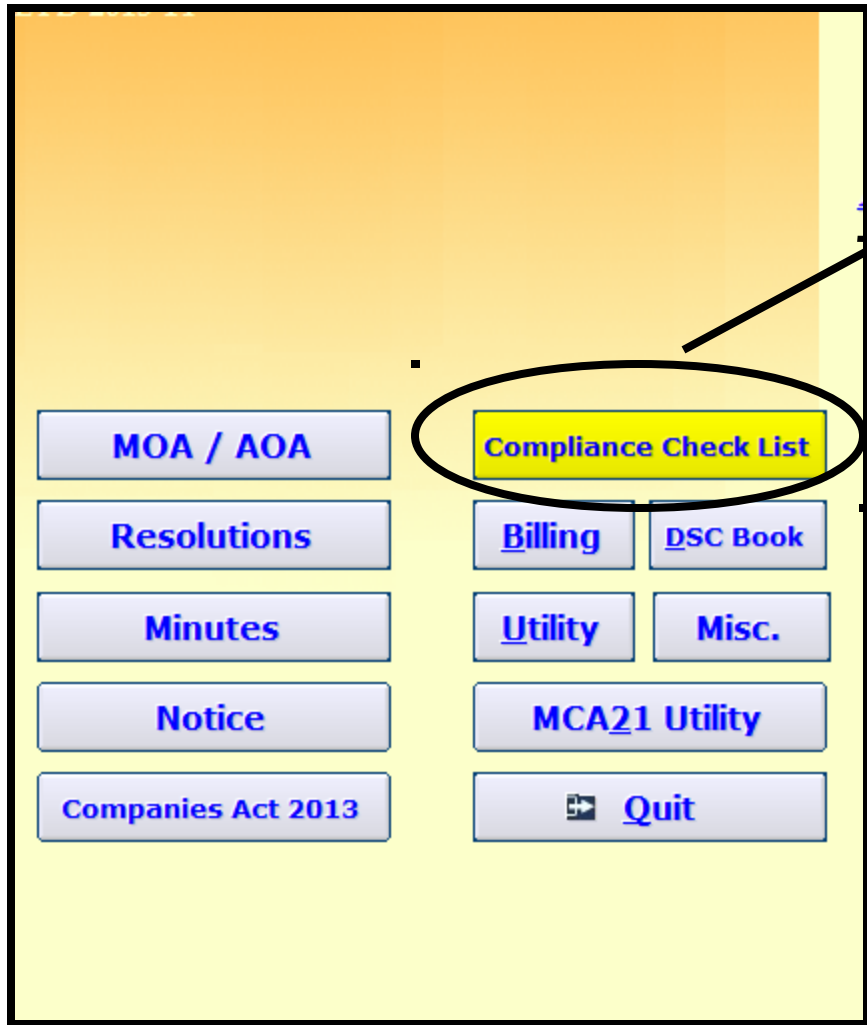 MOA / AOA
Compliance Check List
Resolutions
Billing
DSC Book
Minutes
Utility
Misc.
Notice
MCA21 Utility
Companies Act 2013
Quit